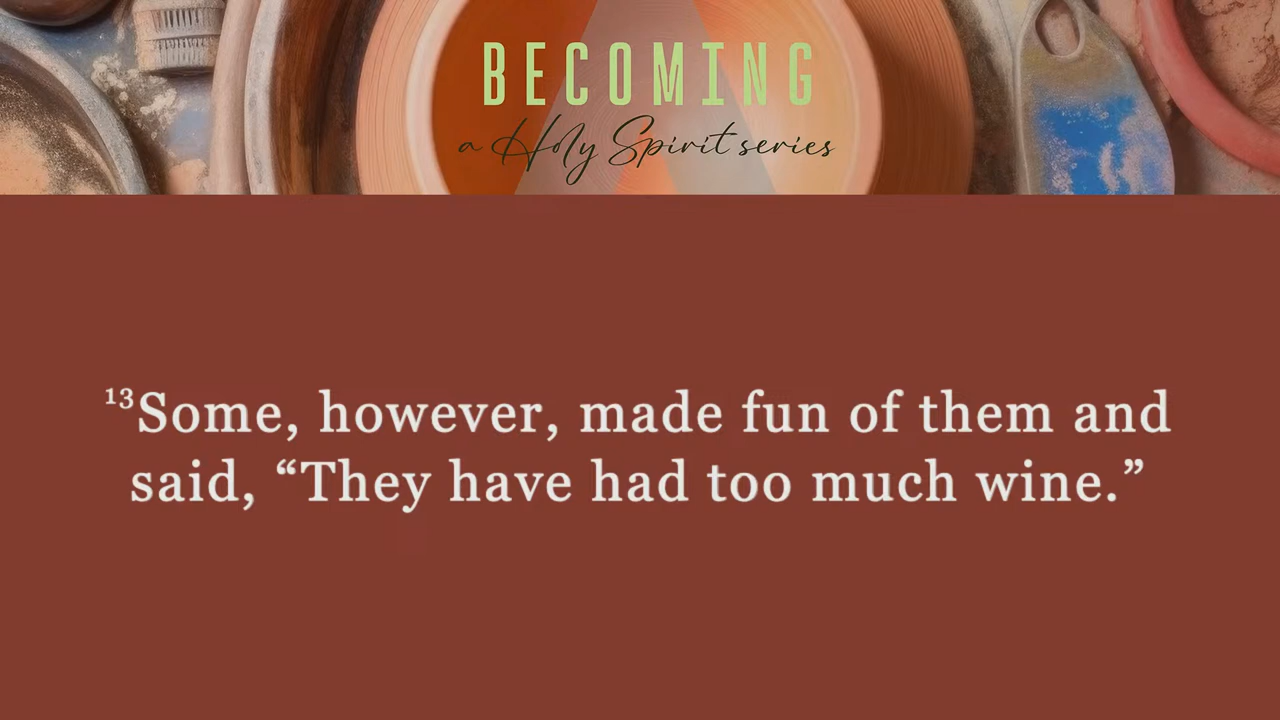 BECOMING
a Holy Spirit series
¹³Some, however, made fun of them and
said, “They have had too much wine.”